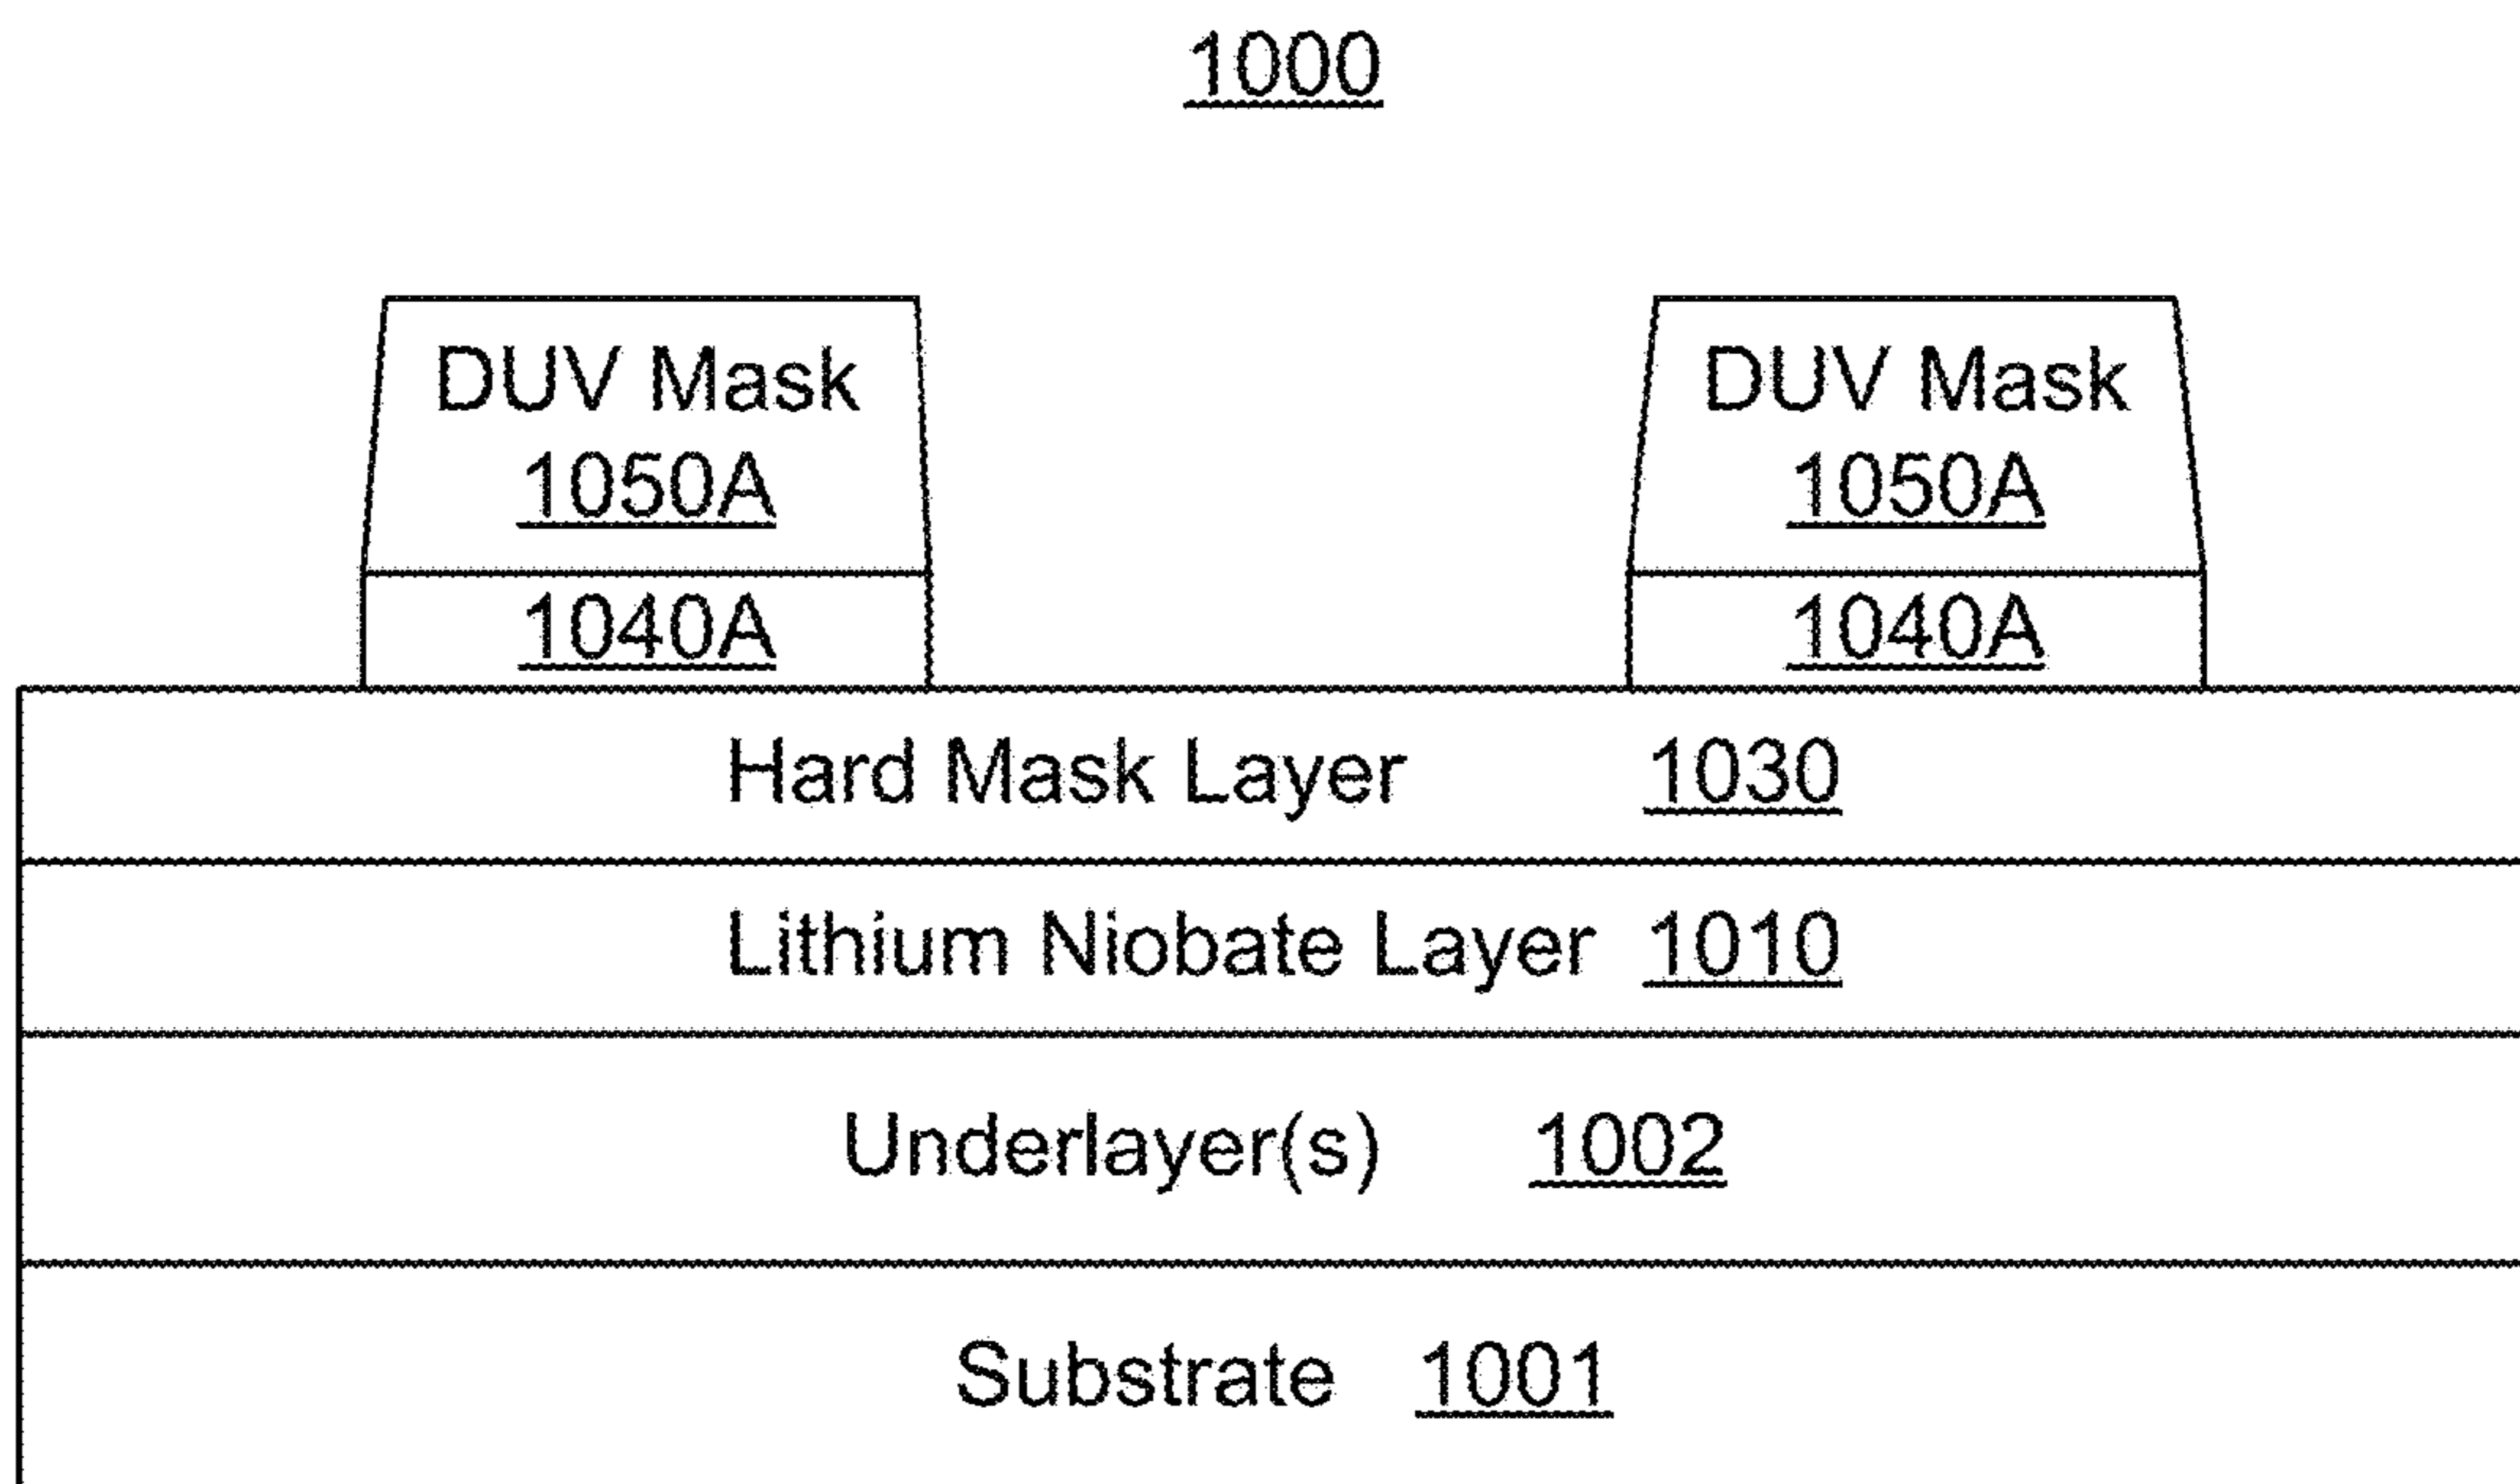 1000
DUV Mask DUV Mask
1050A 1050A
1040A 1040A
Hard Mask Layer 1030
Lithium Niobate Layer 1010
Underlayer(s) 1002
Substrate 1001